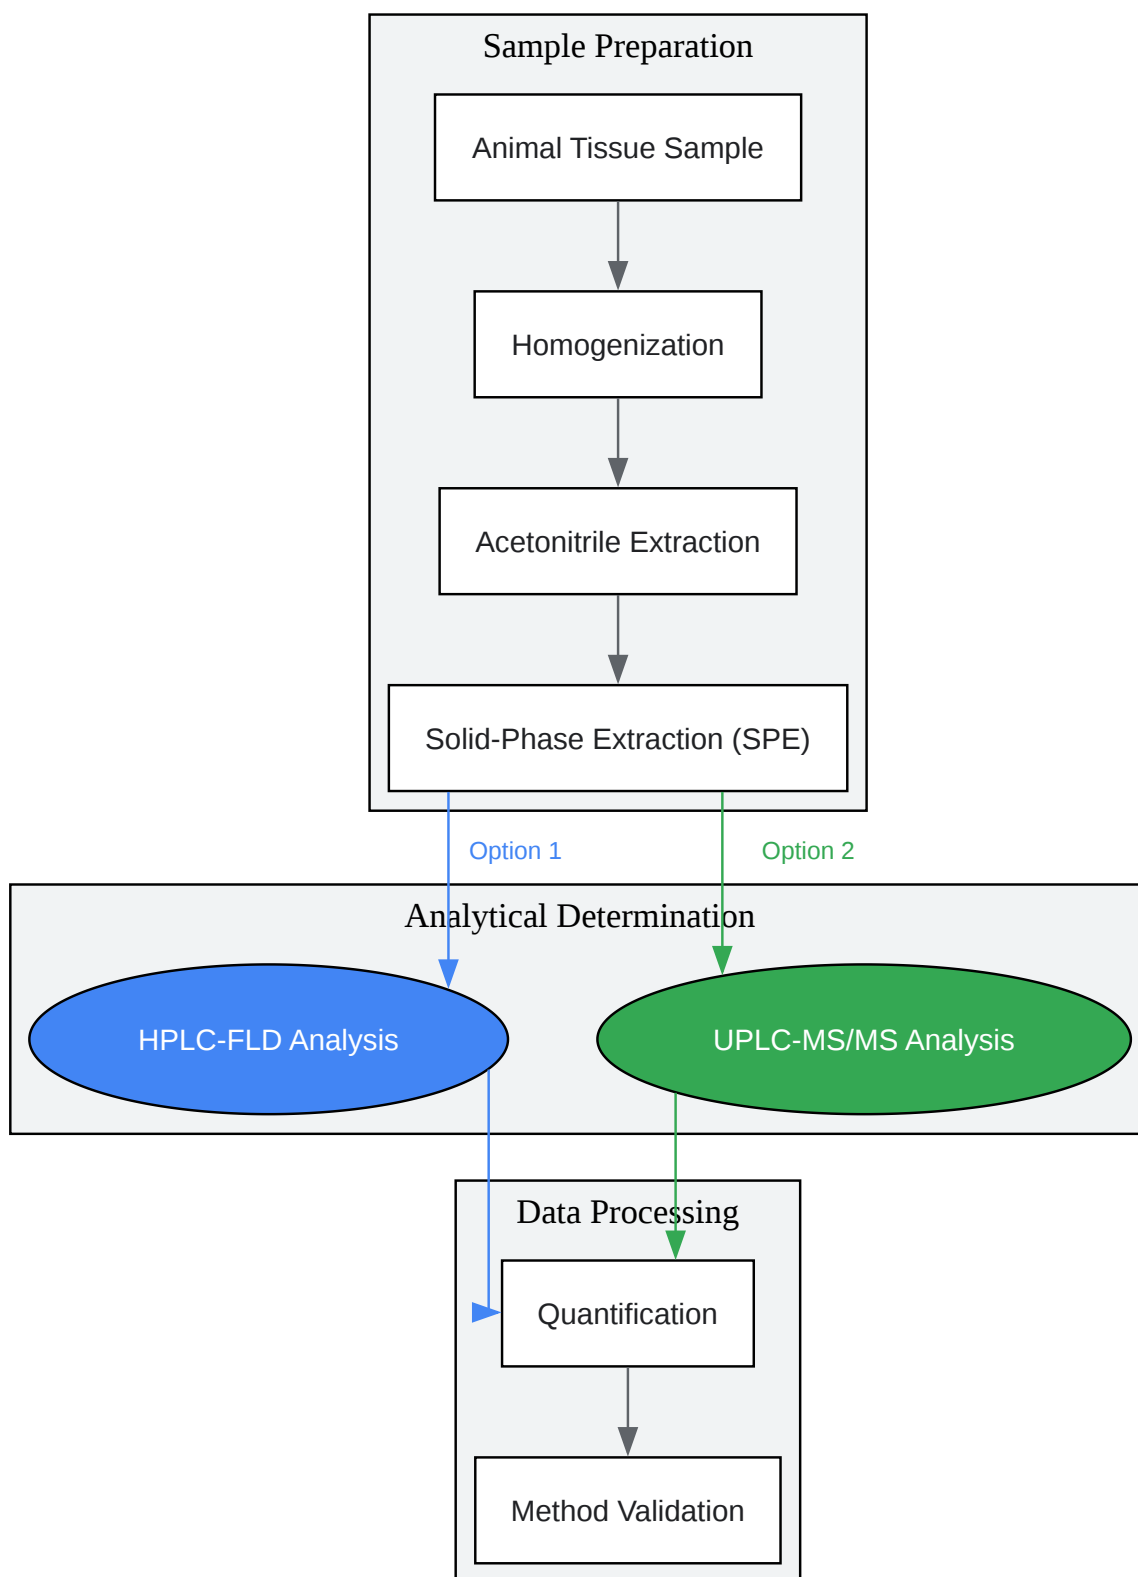 Sample Preparation
Animal Tissue Sample
Homogenization
Acetonitrile Extraction
Solid-Phase Extraction (SPE)
Option 1
Option 2
Analytical Determination
HPLC-FLD Analysis
UPLC-MS/MS Analysis
Data Processing
Quantification
Method Validation